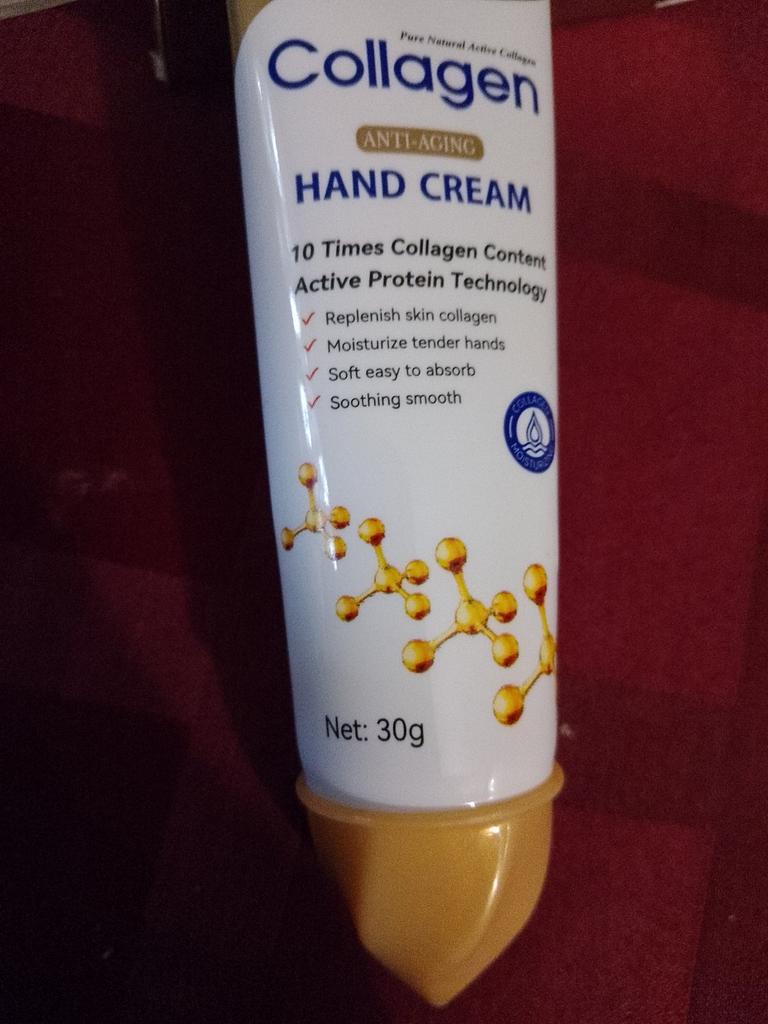 Pure Natural Active Collagen
Collagen
ANTI-AGING
HAND CREAM
10 Times Collagen Content
Active Protein Technology
✓ Replenish skin collagen
✓ Moisturize tender hands
✓ Soft easy to absorb
✓ Soothing smooth
COLLAGEN
Net: 30g